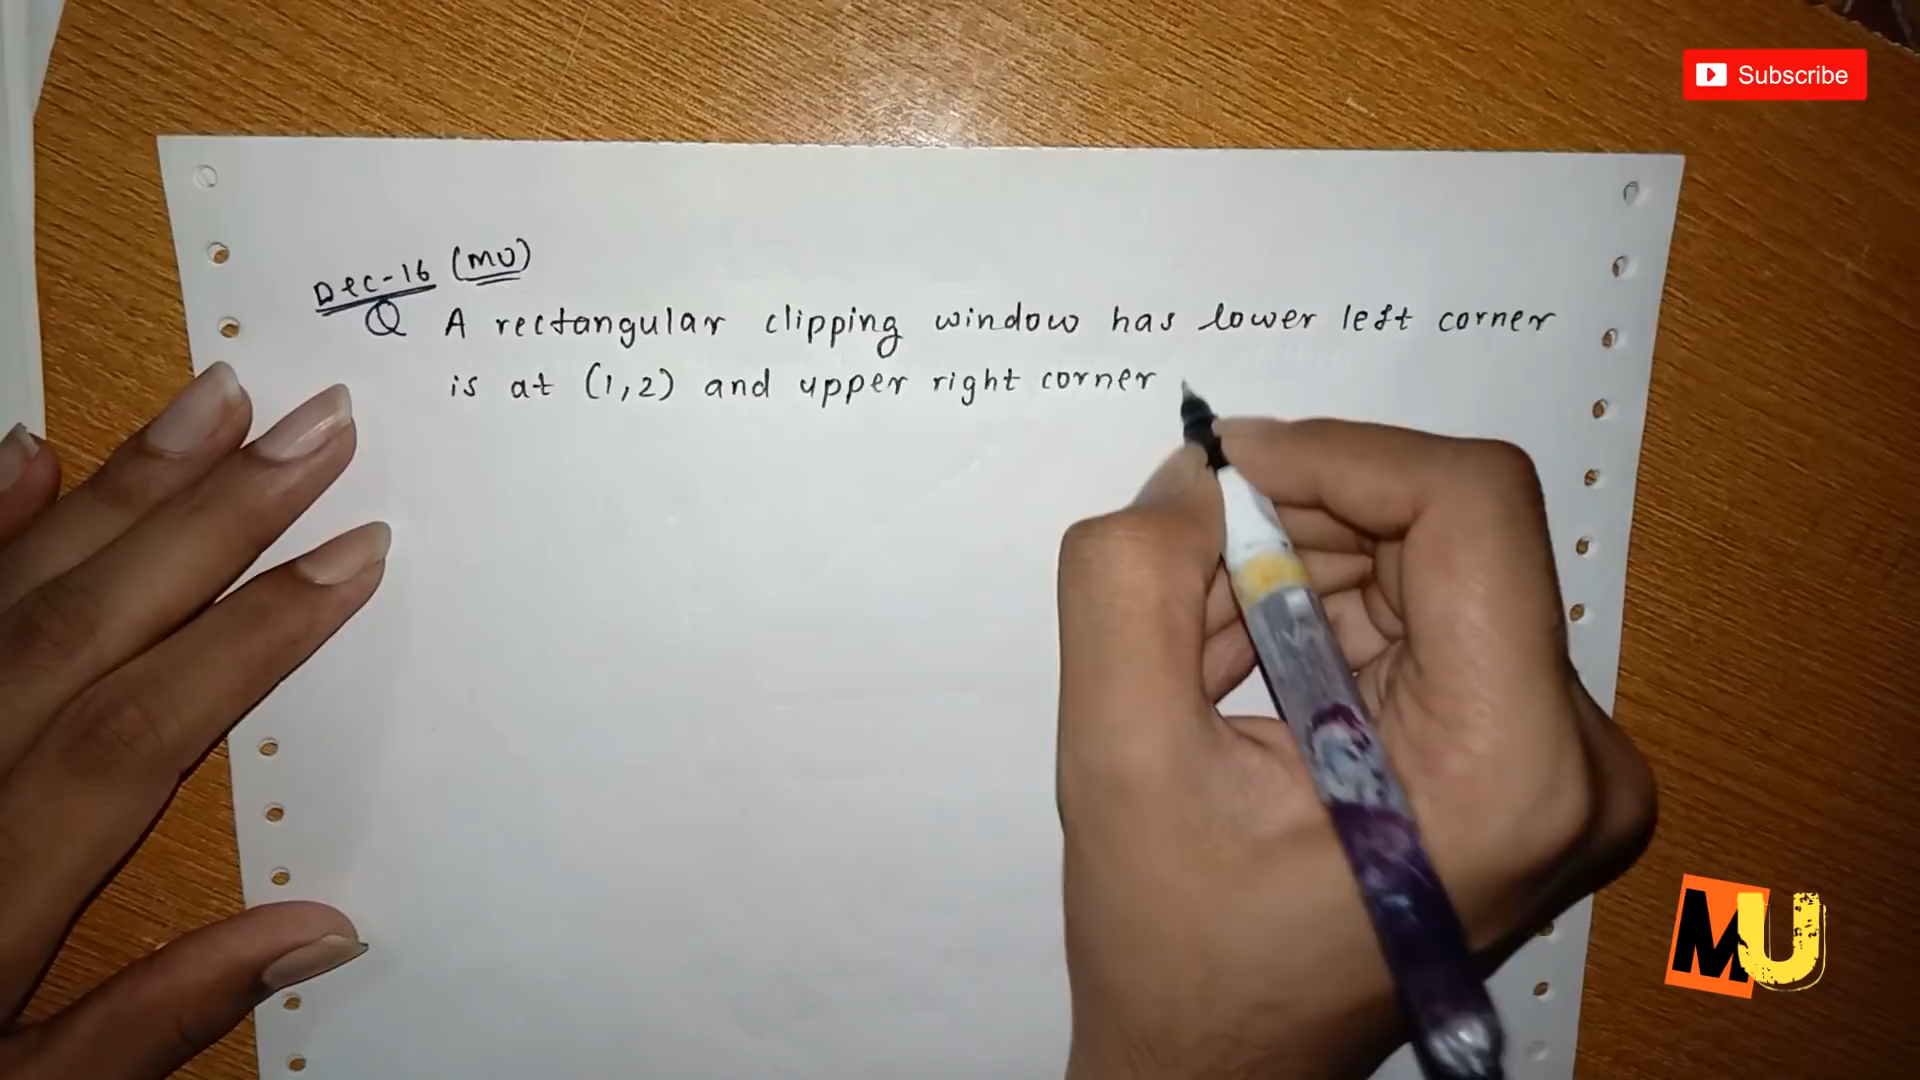 Subscribe
Dec-16 (MU)
Q A rectangular clipping window has lower left corner
is at (1,2) and upper right corner
MU